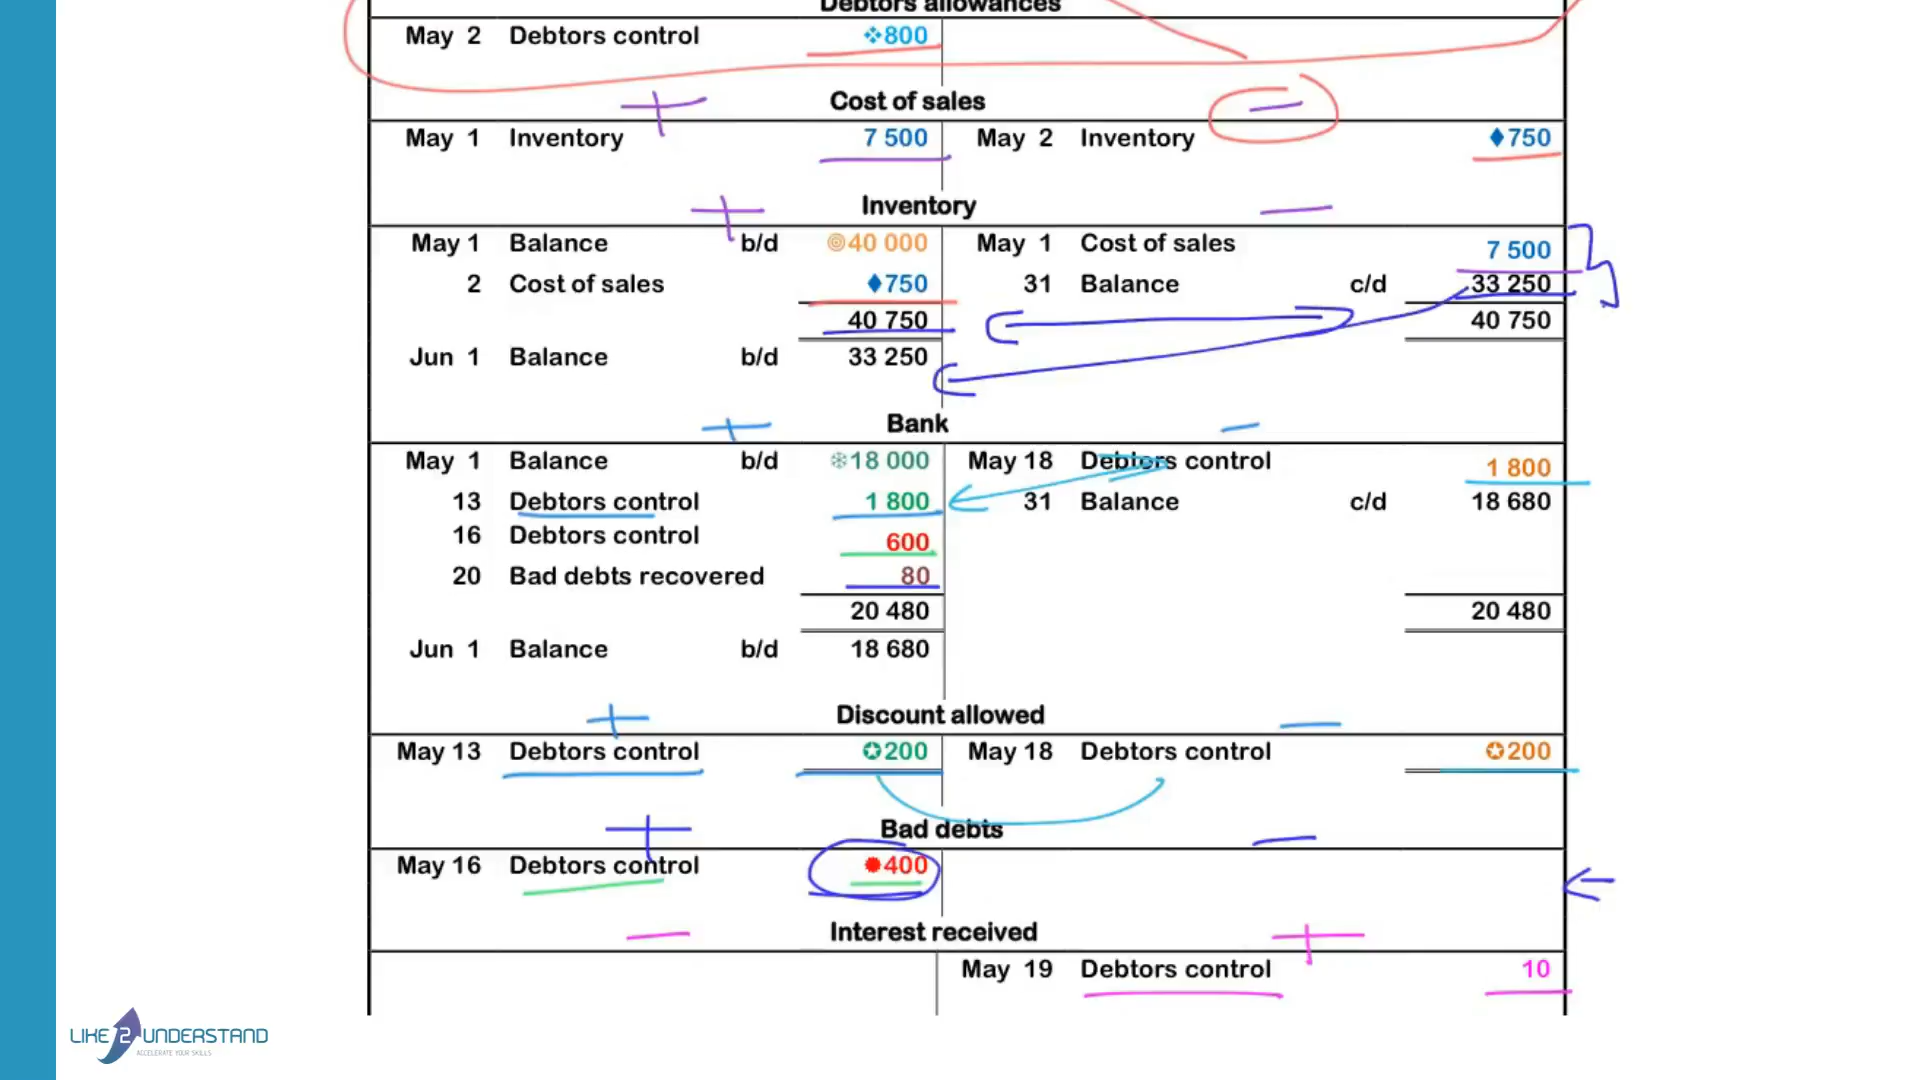 Debtors allowances
May 2 Debtors control ❖800
Cost of sales
May 1 Inventory 7 500 May 2 Inventory ♦750
Inventory
May 1 Balance b/d 40 000 May 1 Cost of sales 7 500
2 Cost of sales ♦750 31 Balance c/d 33 250
40 750 40 750
Jun 1 Balance b/d 33 250
Bank
May 1 Balance b/d ❄18 000 May 18 Debtors control 1 800
13 Debtors control 1 800 31 Balance c/d 18 680
16 Debtors control 600
20 Bad debts recovered 80
20 480 20 480
Jun 1 Balance b/d 18 680
Discount allowed
May 13 Debtors control ✪200 May 18 Debtors control ✪200
Bad debts
May 16 Debtors control 400
Interest received
May 19 Debtors control 10
LIKE 2 UNDERSTAND
ACCELERATE YOUR SKILLS